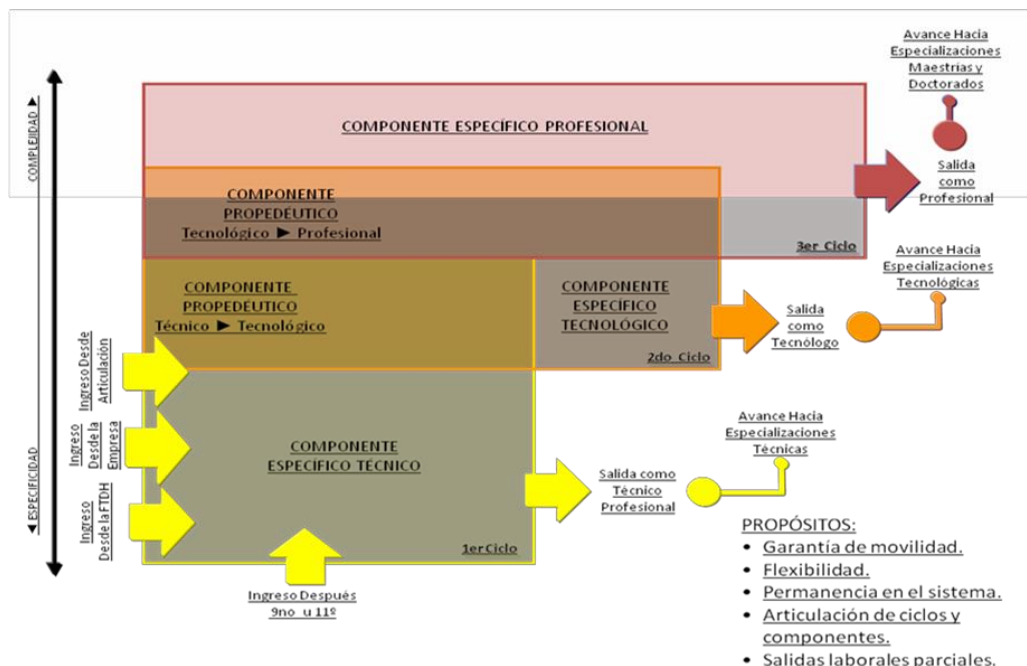 Avance Hacia
Especializaciones
Maestrías y
Doctorados
COMPLEJIDAD ►
COMPONENTE ESPECÍFICO PROFESIONAL
Salida
como
Profesional
COMPONENTE
PROPEDÉUTICO
Tecnológico ► Profesional
3er Ciclo
Avance Hacia
Especializaciones
Tecnológicas
COMPONENTE
PROPEDÉUTICO
Técnico ► Tecnológico
COMPONENTE
ESPECÍFICO
TECNOLÓGICO
2do Ciclo
Salida
como
Tecnólogo
Ingreso Desde
Articulación
Ingreso
Desde la
Empresa
Ingreso
Desde la FTDH
◄ ESPECIFICIDAD
COMPONENTE
ESPECÍFICO TÉCNICO
1er Ciclo
Avance Hacia
Especializaciones
Técnicas
Salida como
Técnico
Profesional
Ingreso Después
9no u 11º
PROPÓSITOS:
• Garantía de movilidad.
• Flexibilidad.
• Permanencia en el sistema.
• Articulación de ciclos y
componentes.
• Salidas laborales parciales.